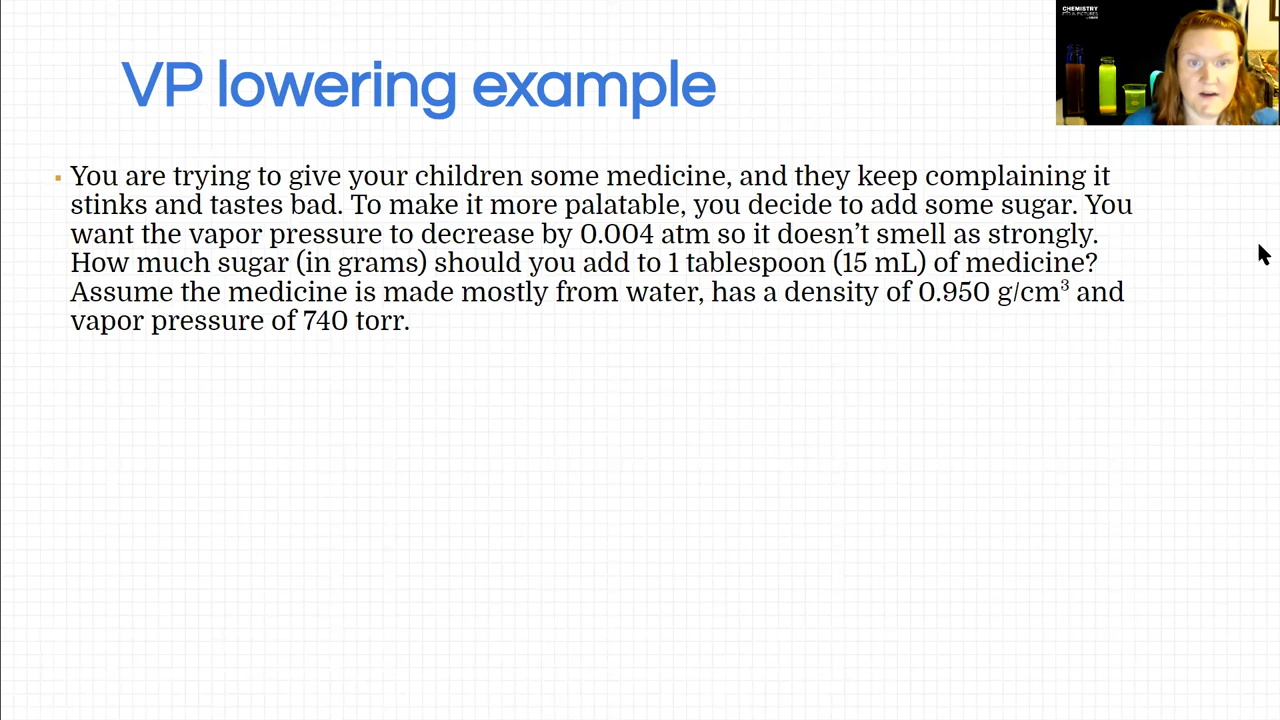 VP lowering example
CHEMISTRY
You are trying to give your children some medicine, and they keep complaining it
stinks and tastes bad. To make it more palatable, you decide to add some sugar. You
want the vapor pressure to decrease by 0.004 atm so it doesn’t smell as strongly.
How much sugar (in grams) should you add to 1 tablespoon (15 mL) of medicine?
Assume the medicine is made mostly from water, has a density of 0.950 g/cm³ and
vapor pressure of 740 torr.